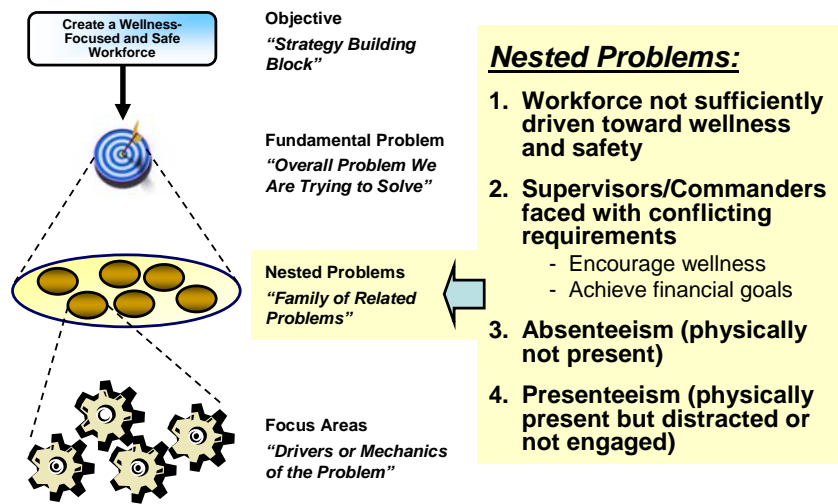 Create a Wellness-
Focused and Safe
Workforce
Objective
“Strategy Building
Block”
Fundamental Problem
“Overall Problem We
Are Trying to Solve”
Nested Problems
“Family of Related
Problems”
Focus Areas
“Drivers or Mechanics
of the Problem”
Nested Problems:
1. Workforce not sufficiently
driven toward wellness
and safety
2. Supervisors/Commanders
faced with conflicting
requirements
- Encourage wellness
- Achieve financial goals
3. Absenteeism (physically
not present)
4. Presenteeism (physically
present but distracted or
not engaged)